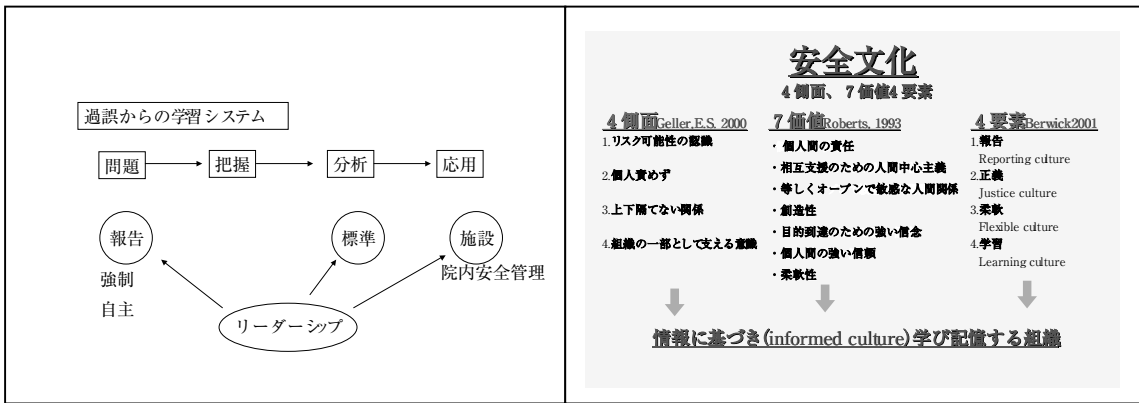 過誤からの学習システム
問題
把握
分析
応用
報告
標準
施設
強制
自主
院内安全管理
リーダーシップ
安全文化
4 側面、 7 価値4 要素
4 側面Geller,E.S. 2000
1.リスク可能性の認識
2.個人責めず
3.上下隔てない関係
4.組織の一部として支える意識
7 価値Roberts, 1993
・ 個人間の責任
・相互支援のための人間中心主義
・等しくオープンで敏感な人間関係
・創造性
・目的到達のための強い信念
・個人間の強い信頼
・柔軟性
4 要素Berwick2001
1.報告
Reporting culture
2.正義
Justice culture
3.柔軟
Flexible culture
4.学習
Learning culture
情報に基づき(informed culture)学び記憶する組織